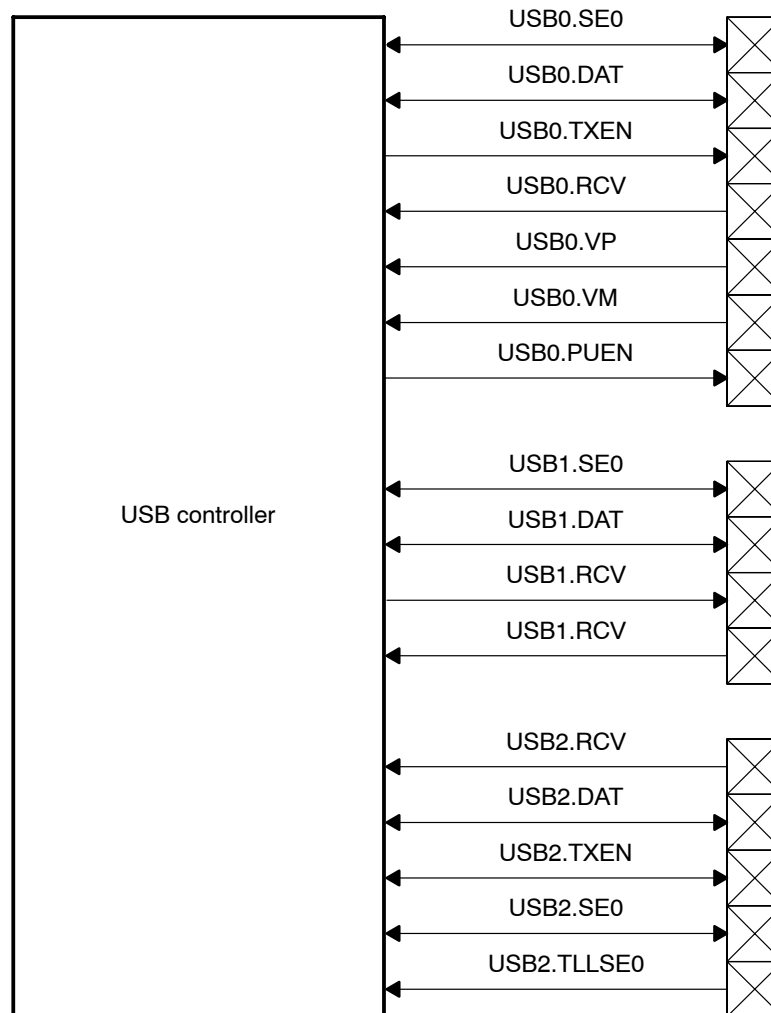 USB0.SE0
USB0.DAT
USB0.TXEN
USB0.RCV
USB0.VP
USB0.VM
USB0.PUEN
USB1.SE0
USB controller
USB1.DAT
USB1.RCV
USB1.RCV
USB2.RCV
USB2.DAT
USB2.TXEN
USB2.SE0
USB2.TLLSE0